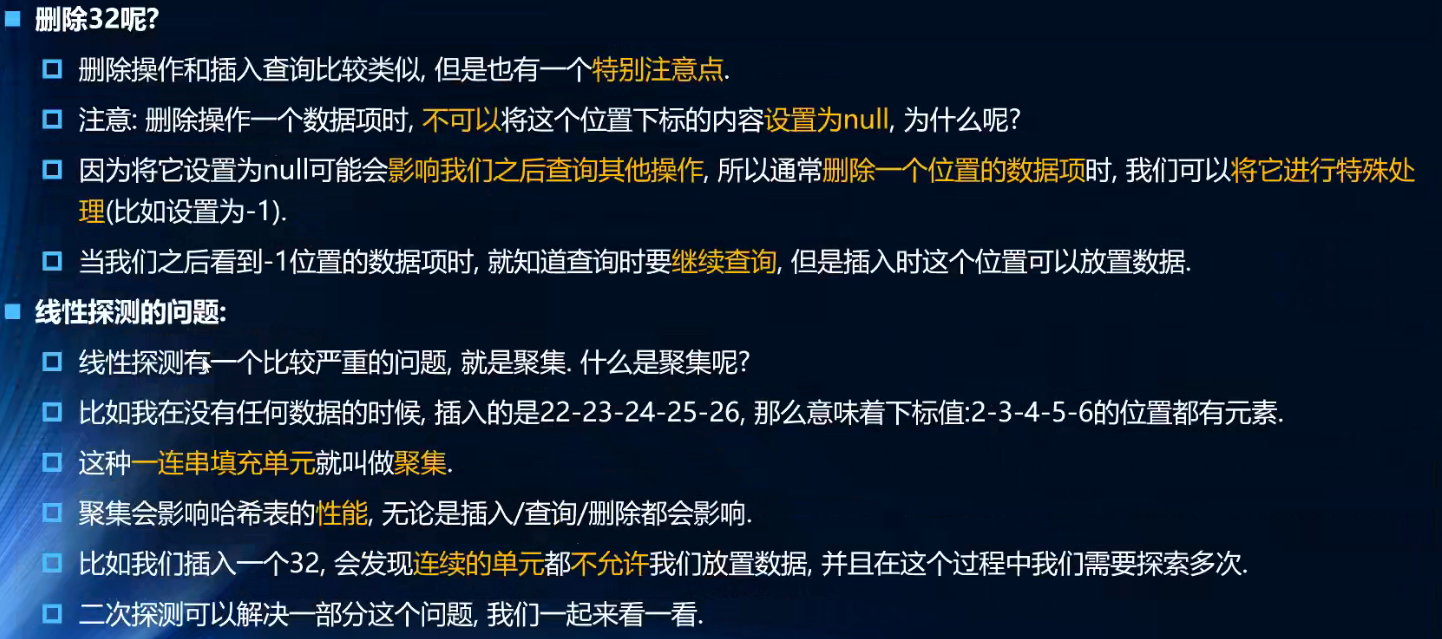 删除32呢?
删除操作和插入查询比较类似, 但是也有一个特别注意点.
注意: 删除操作一个数据项时, 不可以将这个位置下标的内容设置为null, 为什么呢?
因为将它设置为null可能会影响我们之后查询其他操作, 所以通常删除一个位置的数据项时, 我们可以将它进行特殊处
理(比如设置为-1).
当我们之后看到-1位置的数据项时, 就知道查询时要继续查询, 但是插入时这个位置可以放置数据.
线性探测的问题:
线性探测有一个比较严重的问题, 就是聚集. 什么是聚集呢?
比如我在没有任何数据的时候, 插入的是22-23-24-25-26, 那么意味着下标值:2-3-4-5-6的位置都有元素.
这种一连串填充单元就叫做聚集.
聚集会影响哈希表的性能, 无论是插入/查询/删除都会影响.
比如我们插入一个32, 会发现连续的单元都不允许我们放置数据, 并且在这个过程中我们需要探索多次.
二次探测可以解决一部分这个问题, 我们一起来看一看.